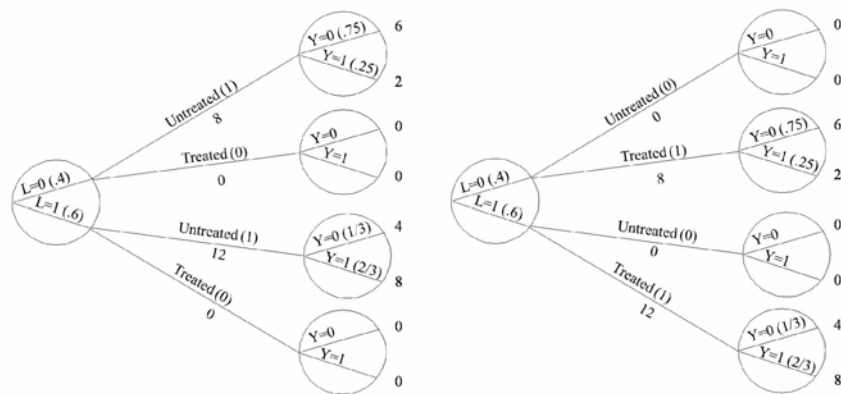 6
Y=0 (.75)
Y=1 (.25)
2
Untreated (1)
8
0
Y=0
Y=1
0
Treated (0)
0
L=0 (.4)
L=1 (.6)
Untreated (1)
12
4
Y=0 (1/3)
Y=1 (2/3)
8
Treated (0)
0
0
Y=0
Y=1
0
0
Y=0
Y=1
0
Untreated (0)
0
6
Y=0 (.75)
Y=1 (.25)
2
Treated (1)
8
L=0 (.4)
L=1 (.6)
Untreated (0)
0
0
Y=0
Y=1
0
Treated (1)
12
4
Y=0 (1/3)
Y=1 (2/3)
8